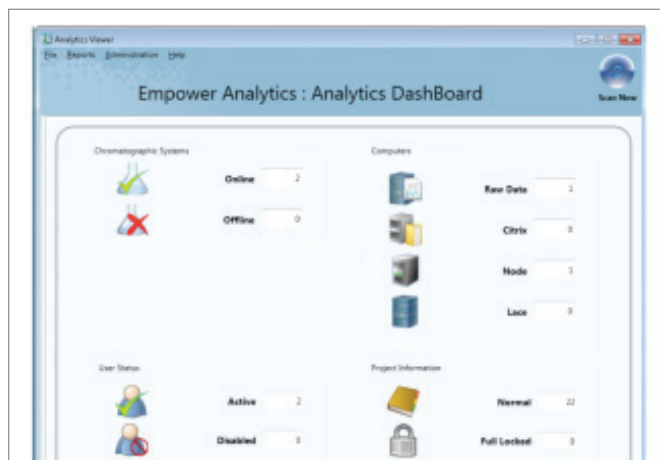 Analytics Viewer
File Reports Administration Help
Empower Analytics : Analytics DashBoard
Scan Now
Chromatographic Systems
Online 2
Offline 0
Computers
Raw Data 1
Citrix 0
Node 1
Lace 0
User Status
Active 2
Disabled 0
Project Information
Normal 22
Full Locked 0